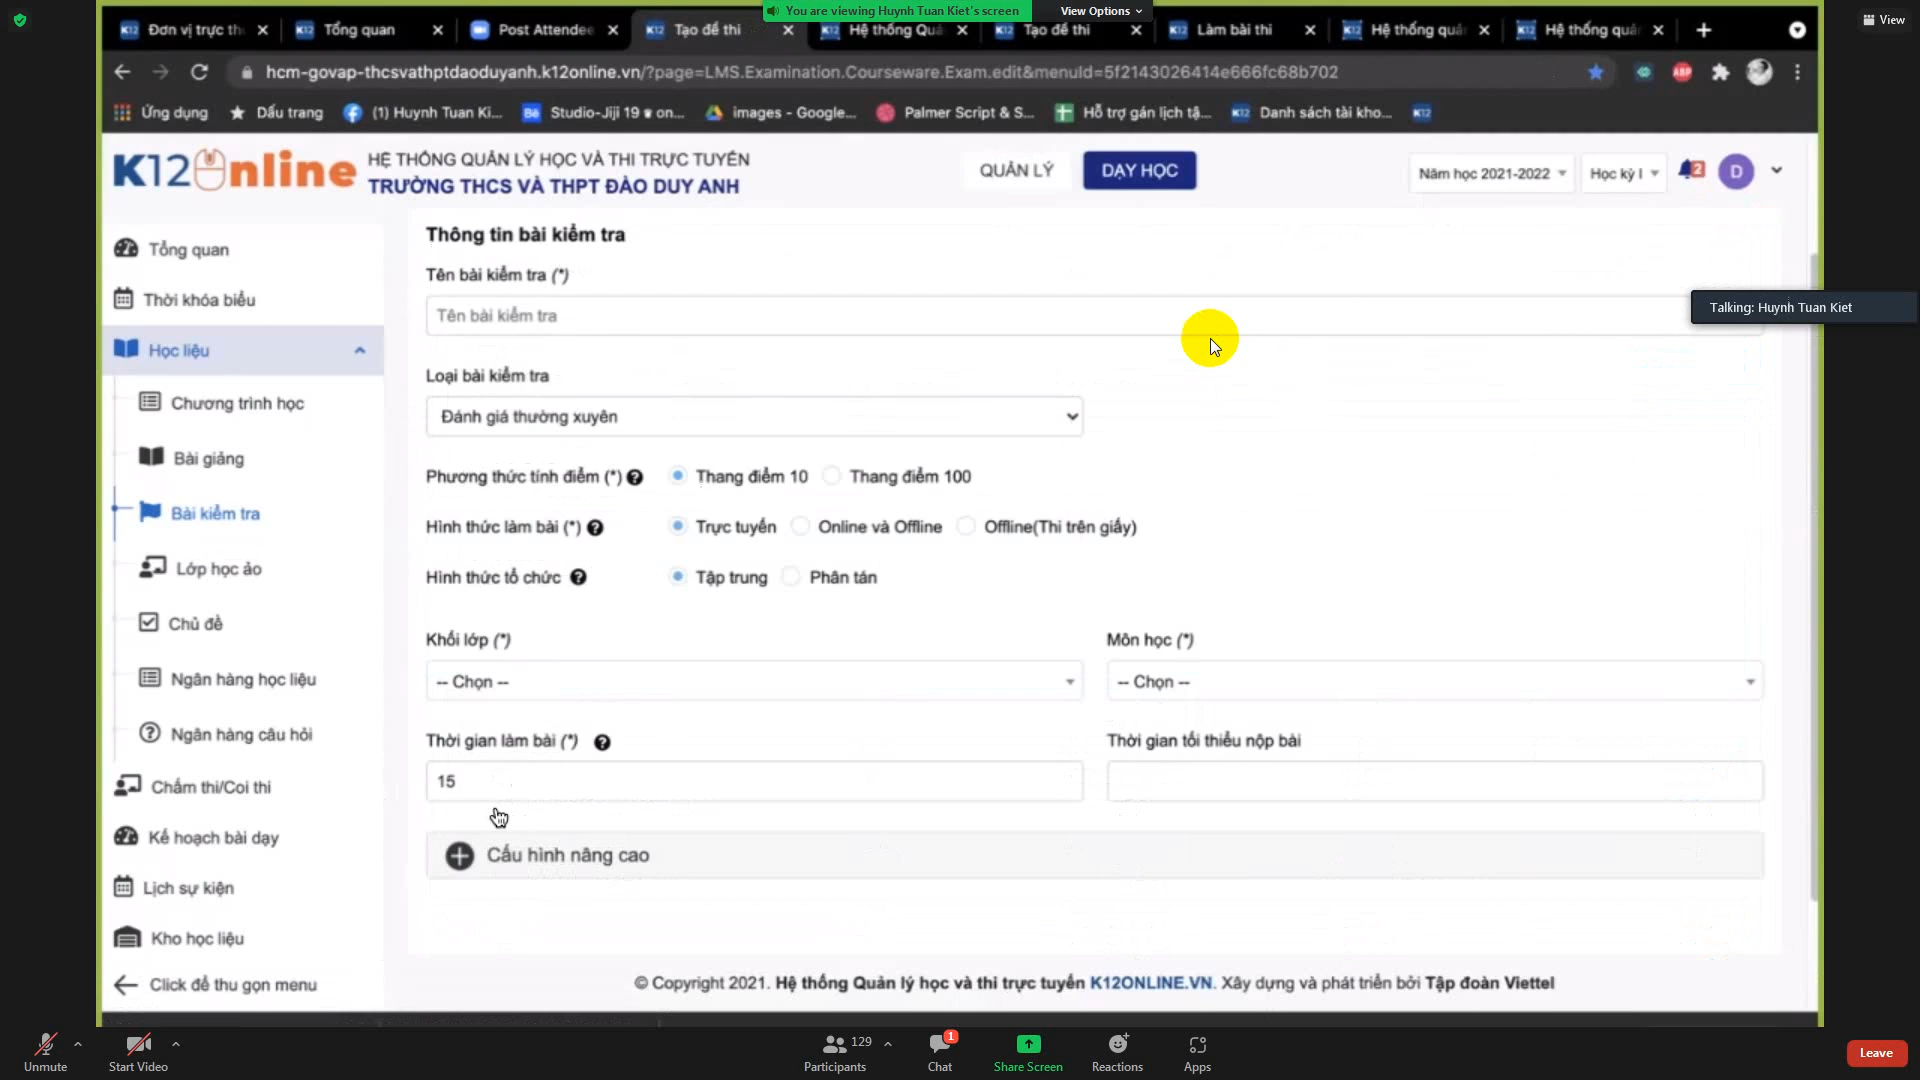 You are viewing Huynh Tuan Kiet's screen
View Options
View
Đơn vị trực th
Tổng quan
Post Attendee
Tạo đề thi
Hệ thống Quả
Tạo đề thi
Làm bài thi
Hệ thống quả
Hệ thống quả
hcm-govap-thcsvathptdaoduyanh.k12online.vn/?page=LMS.Examination.Courseware.Exam.edit&menuId=5f2143026414e666fc68b702
ABP
Ứng dụng
Dấu trang
(1) Huynh Tuan Ki...
Studio-Jiji 19 ♛ on...
images - Google...
Palmer Script & S...
Hỗ trợ gán lịch tậ...
Danh sách tài kho...
K12
K12Online
HỆ THỐNG QUẢN LÝ HỌC VÀ THI TRỰC TUYẾN
TRƯỜNG THCS VÀ THPT ĐÀO DUY ANH
QUẢN LÝ
DẠY HỌC
Năm học 2021-2022
Học kỳ I
2
D
Talking: Huynh Tuan Kiet
Tổng quan
Thời khóa biểu
Học liệu
Chương trình học
Bài giảng
Bài kiểm tra
Lớp học ảo
Chủ đề
Ngân hàng học liệu
Ngân hàng câu hỏi
Chấm thi/Coi thi
Kế hoạch bài dạy
Lịch sự kiện
Kho học liệu
Click để thu gọn menu
Thông tin bài kiểm tra
Tên bài kiểm tra (*)
Tên bài kiểm tra
Loại bài kiểm tra
Đánh giá thường xuyên
Phương thức tính điểm (*)
Thang điểm 10
Thang điểm 100
Hình thức làm bài (*)
Trực tuyến
Online và Offline
Offline(Thi trên giấy)
Hình thức tổ chức
Tập trung
Phân tán
Khối lớp (*)
Môn học (*)
-- Chọn --
-- Chọn --
Thời gian làm bài (*)
Thời gian tối thiểu nộp bài
15
Cấu hình nâng cao
© Copyright 2021. Hệ thống Quản lý học và thi trực tuyến K12ONLINE.VN. Xây dựng và phát triển bởi Tập đoàn Viettel
Unmute
Start Video
129
Participants
1
Chat
Share Screen
Reactions
Apps
Leave